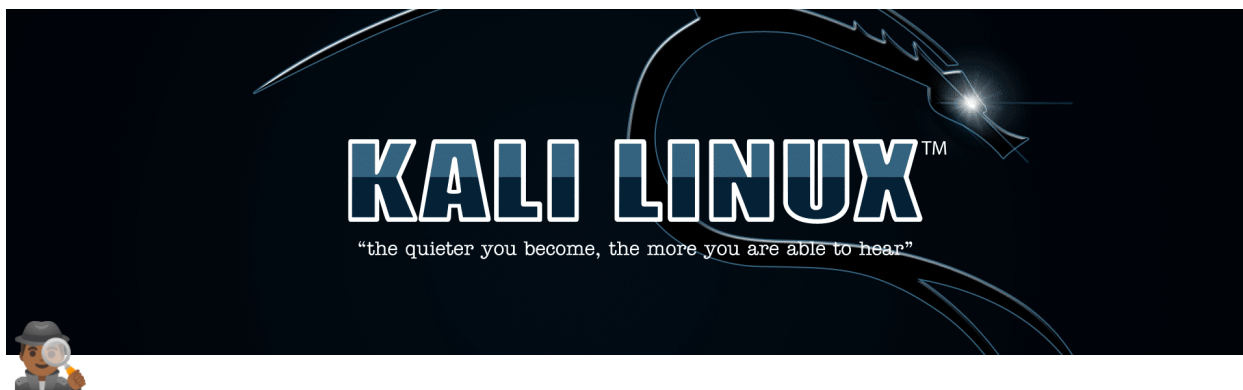 KALI LINUX™
“the quieter you become, the more you are able to hear”